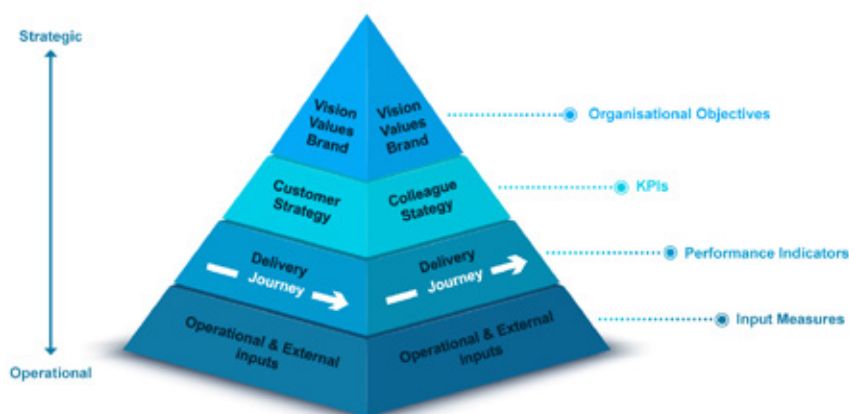 Strategic
Vision
Values
Brand
Vision
Values
Brand
Organisational Objectives
Customer
Strategy
Colleague
Stategy
KPIs
Delivery
Journey
Delivery
Journey
Performance Indicators
Operational & External
inputs
Operational & External
inputs
Input Measures
Operational